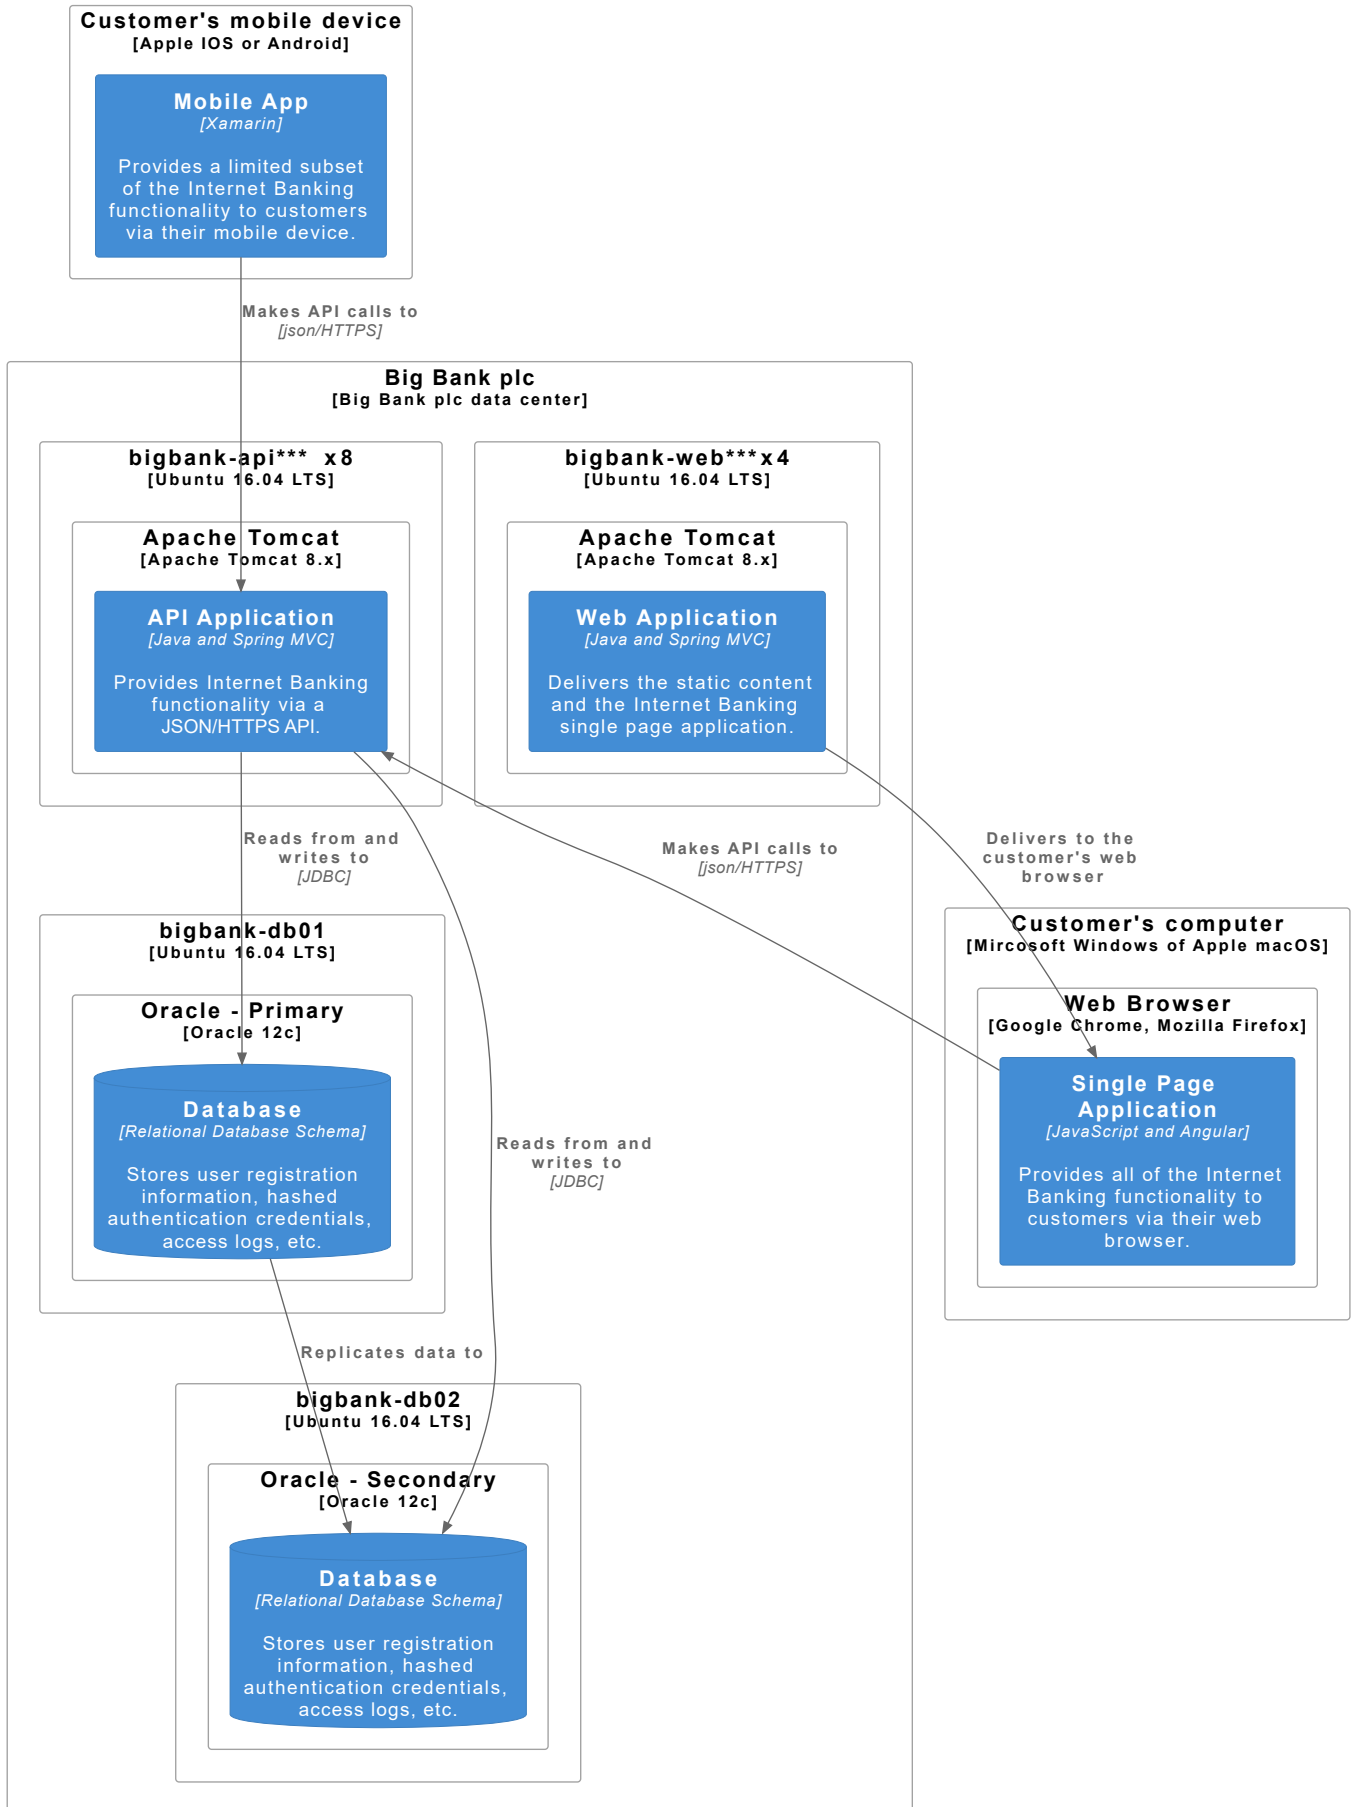 Customer's mobile device
[Apple IOS or Android]
Mobile App
[Xamarin]
Provides a limited subset
of the Internet Banking
functionality to customers
via their mobile device.
Makes API calls to
[json/HTTPS]
Big Bank plc
[Big Bank plc data center]
bigbank-api*** x8
[Ubuntu 16.04 LTS]
Apache Tomcat
[Apache Tomcat 8.x]
API Application
[Java and Spring MVC]
Provides Internet Banking
functionality via a
JSON/HTTPS API.
bigbank-web***x4
[Ubuntu 16.04 LTS]
Apache Tomcat
[Apache Tomcat 8.x]
Web Application
[Java and Spring MVC]
Delivers the static content
and the Internet Banking
single page application.
Reads from and
writes to
[JDBC]
Makes API calls to
[json/HTTPS]
Delivers to the
customer's web
browser
bigbank-db01
[Ubuntu 16.04 LTS]
Oracle - Primary
[Oracle 12c]
Database
[Relational Database Schema]
Stores user registration
information, hashed
authentication credentials,
access logs, etc.
Reads from and
writes to
[JDBC]
Customer's computer
[Mircosoft Windows of Apple macOS]
Web Browser
[Google Chrome, Mozilla Firefox]
Single Page
Application
[JavaScript and Angular]
Provides all of the Internet
Banking functionality to
customers via their web
browser.
Replicates data to
bigbank-db02
[Ubuntu 16.04 LTS]
Oracle - Secondary
[Oracle 12c]
Database
[Relational Database Schema]
Stores user registration
information, hashed
authentication credentials,
access logs, etc.